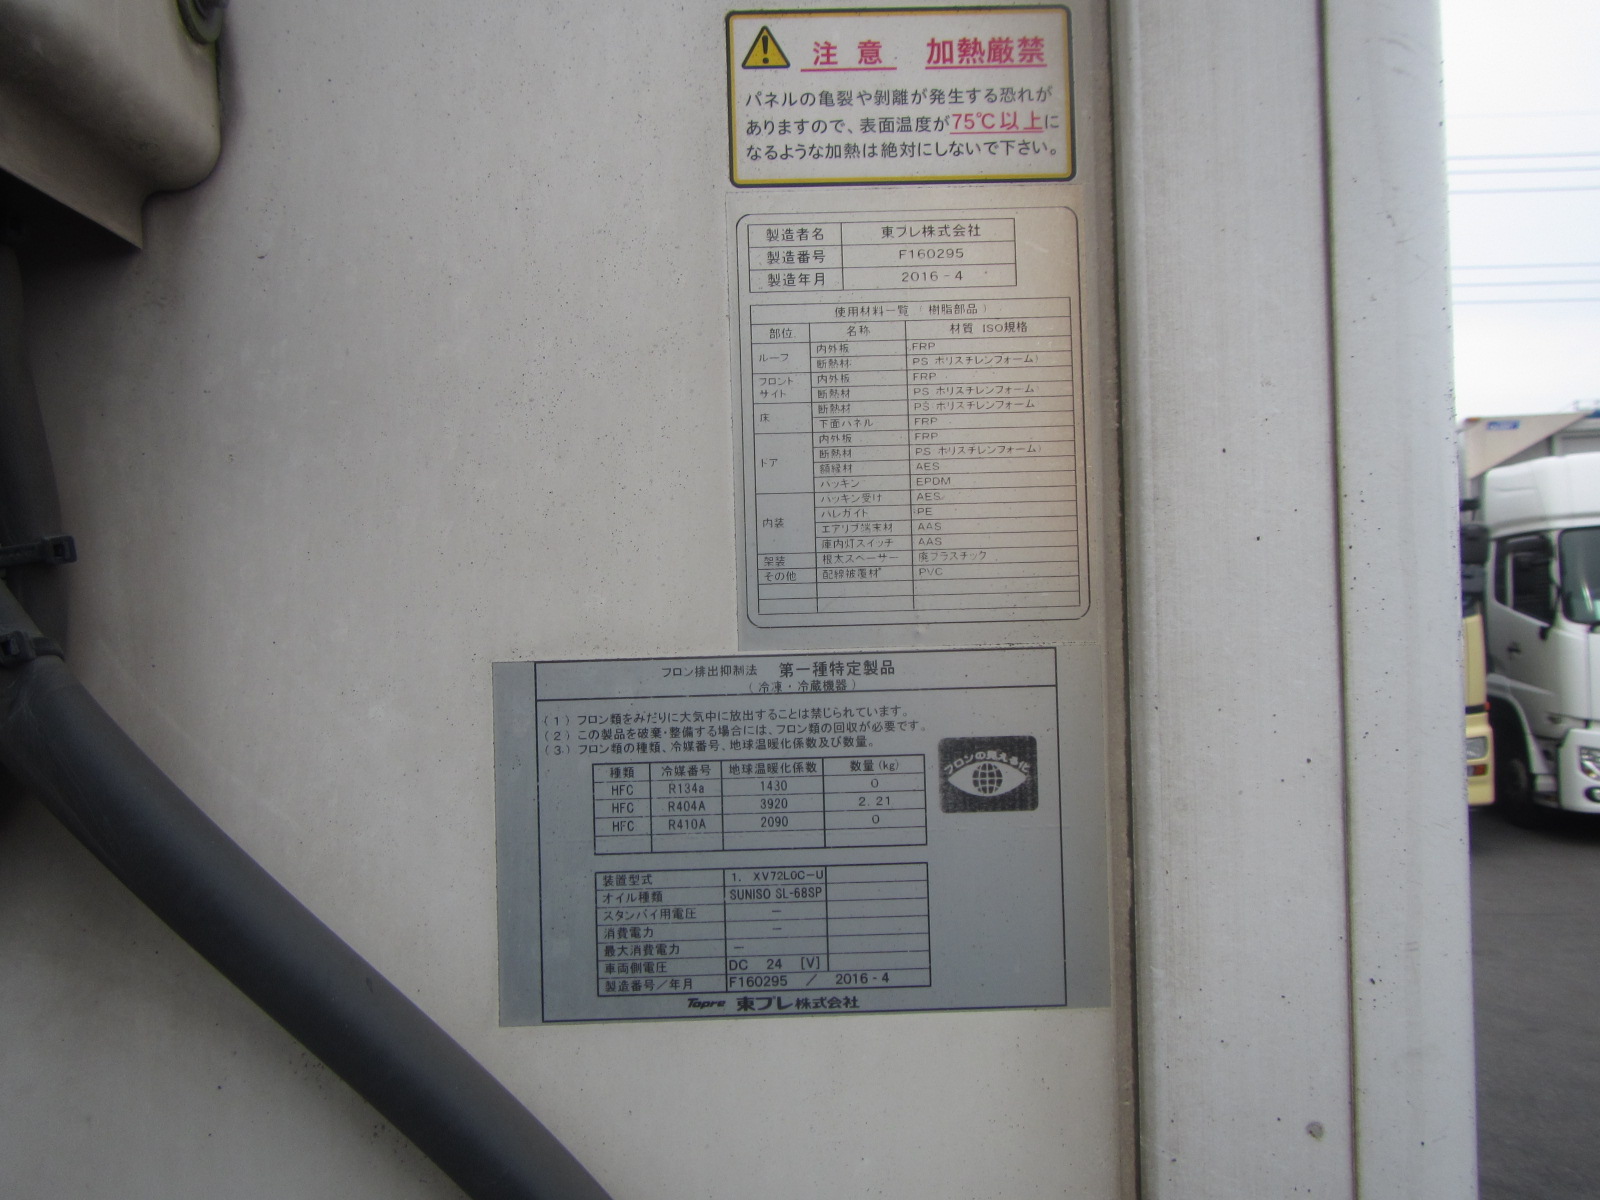 注意 加熱厳禁
パネルの亀裂や剝離が発生する恐れが
ありますので、表面温度が75℃以上に
なるような加熱は絶対にしないで下さい。
製造者名 東プレ株式会社
製造番号 F160295
製造年月 2016-4
使用材料一覧（樹脂部品）
部位 名称 材質 ISO規格
ルーフ 内外板 FRP
断熱材 PS ホリスチレンフォーム)
フロント 内外板 FRP
サイト 断熱材 PS ホリスチレンフォーム
床 断熱材 PS ホリスチレンフォーム
下面ハネル FRP
内外板 FRP
トア 断熱材 PS ホリスチレンフォーム)
額縁材 AES
ハッキン EPDM
ハッキン受け AES
内装 ハレガイト PE
エアリブ端末材 AAS
庫内灯スイッチ AAS
架装 根太スペーサー 廃プラスチック
その他 配線被覆材 PVC
フロン排出抑制法 第一種特定製品
（冷凍・冷蔵機器）
(1) フロン類をみだりに大気中に放出することは禁じられています。
(2) この製品を破棄・整備する場合には、フロン類の回収が必要です。
(3) フロン類の種類、冷媒番号、地球温暖化係数及び数量。
種類 冷媒番号 地球温暖化係数 数量(kg)
HFC R134a 1430 0
HFC R404A 3920 2.21
HFC R410A 2090 0
フロンの見える化
装置型式 1. XV72LOC-U
オイル種類 SUNISO SL-68SP
スタンバイ用電圧 －
消費電力 －
最大消費電力 －
車両側電圧 DC 24 [V]
製造番号／年月 F160295 ／ 2016-4
Topre 東プレ株式会社